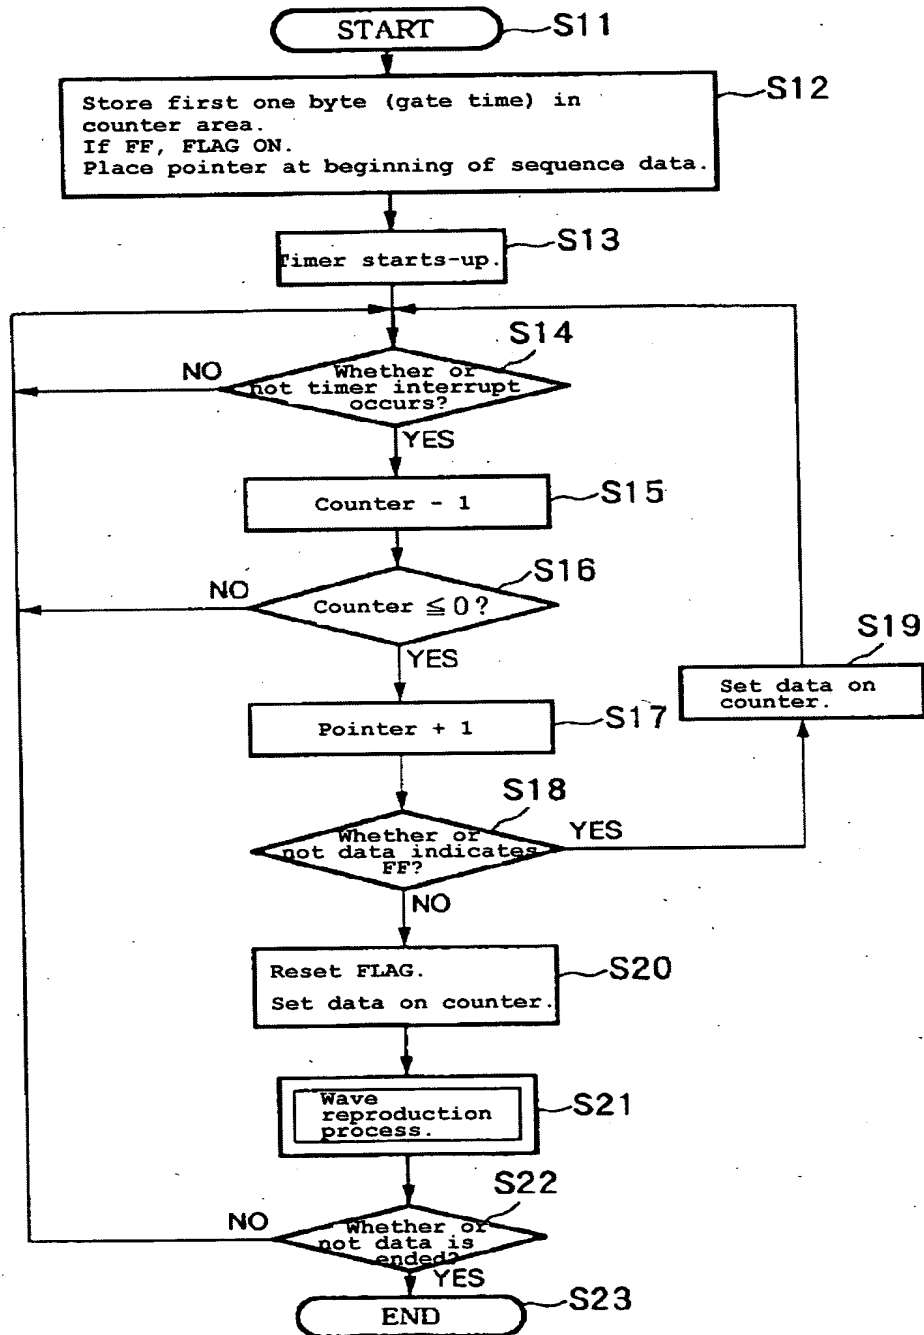 START
S11
Store first one byte (gate time) in
counter area.
If FF, FLAG ON.
Place pointer at beginning of sequence data.
S12
Timer starts-up.
S13
Whether or
not timer interrupt
occurs?
S14
NO
YES
Counter - 1
S15
Counter ≦ 0?
S16
NO
YES
Pointer + 1
S17
Set data on
counter.
S19
Whether or
not data indicates
FF?
S18
YES
NO
Reset FLAG.
Set data on counter.
S20
Wave
reproduction
process.
S21
Whether or
not data is
ended?
S22
NO
YES
END
S23